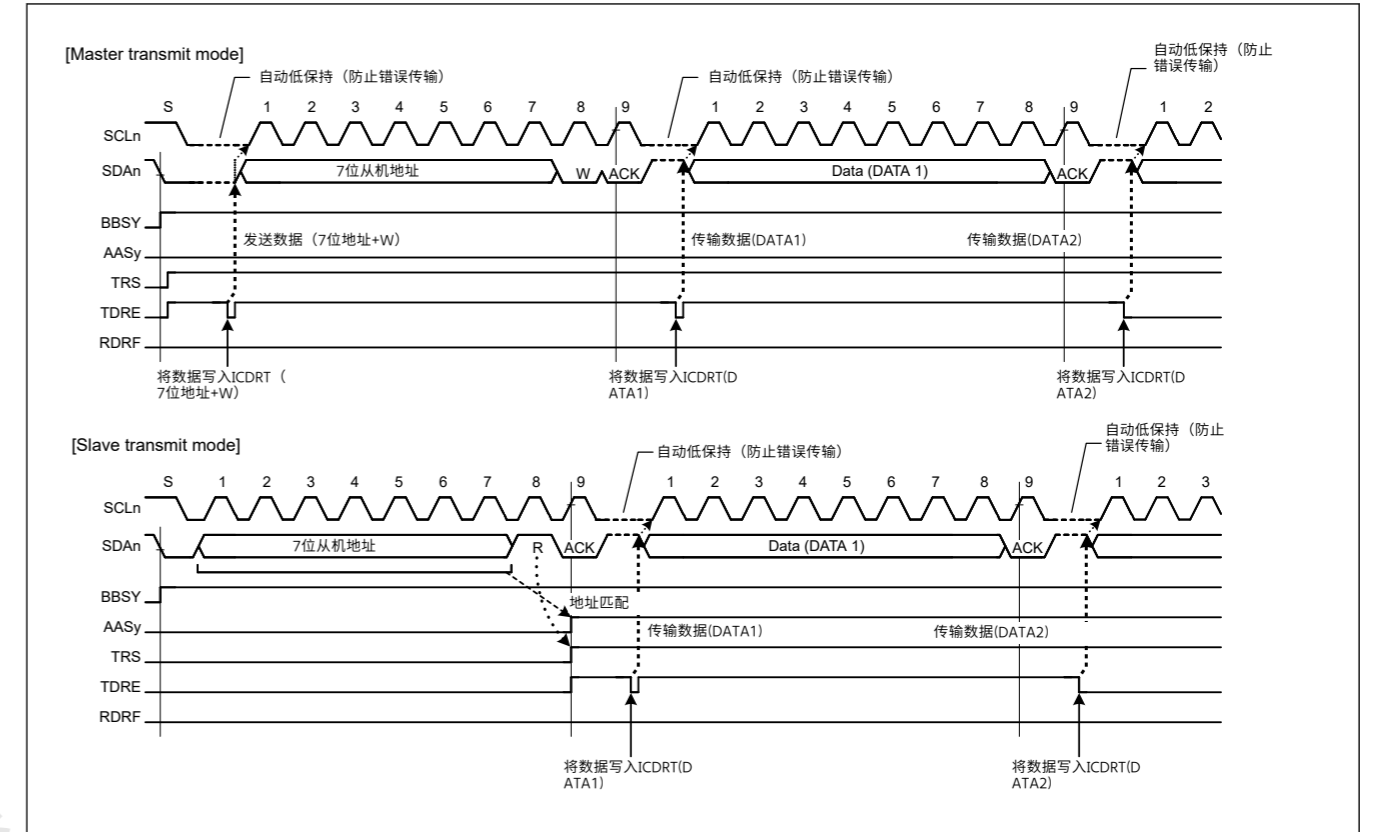 [Master transmit mode]
自动低保持（防止错误传输）
自动低保持（防止错误传输）
自动低保持（防止
错误传输）
S 1 2 3 4 5 6 7 8 9 1 2 3 4 5 6 7 8 9 1 2
SCLn
SDAn 7位从机地址 W ACK Data (DATA 1) ACK
BBSY
发送数据（7位地址+W） 传输数据(DATA1) 传输数据(DATA2)
AASy
TRS
TDRE
RDRF
将数据写入ICDRT（
7位地址+W）
将数据写入ICDRT(D
ATA1)
将数据写入ICDRT(D
ATA2)
[Slave transmit mode]
自动低保持（防止错误传输）
自动低保持（防止
错误传输）
S 1 2 3 4 5 6 7 8 9 1 2 3 4 5 6 7 8 9 1 2 3
SCLn
SDAn 7位从机地址 R ACK Data (DATA 1) ACK
BBSY
地址匹配
AASy
传输数据(DATA1) 传输数据(DATA2)
TRS
TDRE
RDRF
将数据写入ICDRT(D
ATA1)
将数据写入ICDRT(D
ATA2)